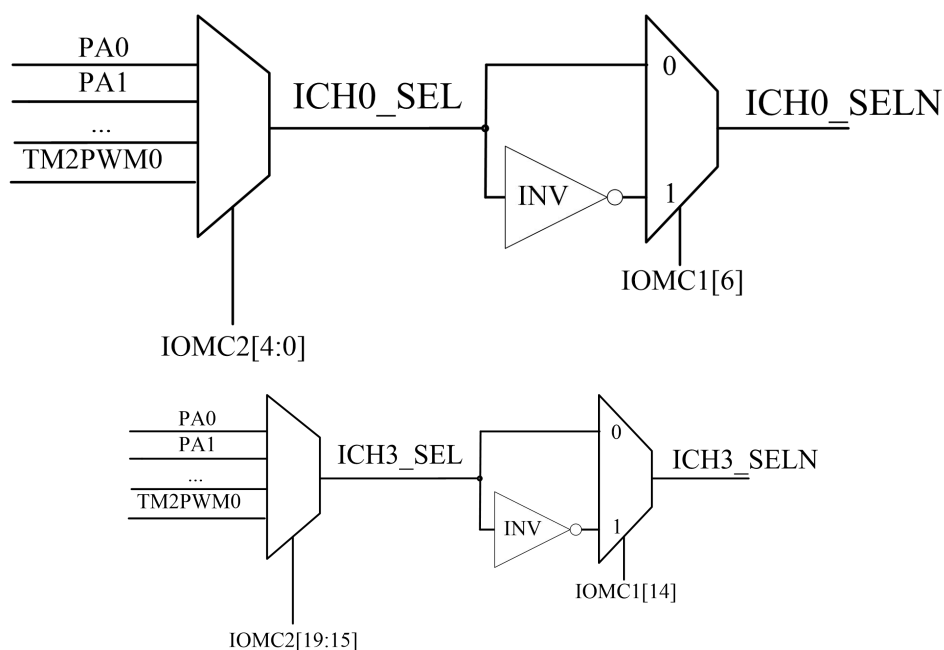 PA0
PA1
...
TM2PWM0
ICH0_SEL
0
INV
1
ICH0_SELN
IOMC1[6]
IOMC2[4:0]
PA0
PA1
...
TM2PWM0
ICH3_SEL
0
INV
1
ICH3_SELN
IOMC1[14]
IOMC2[19:15]